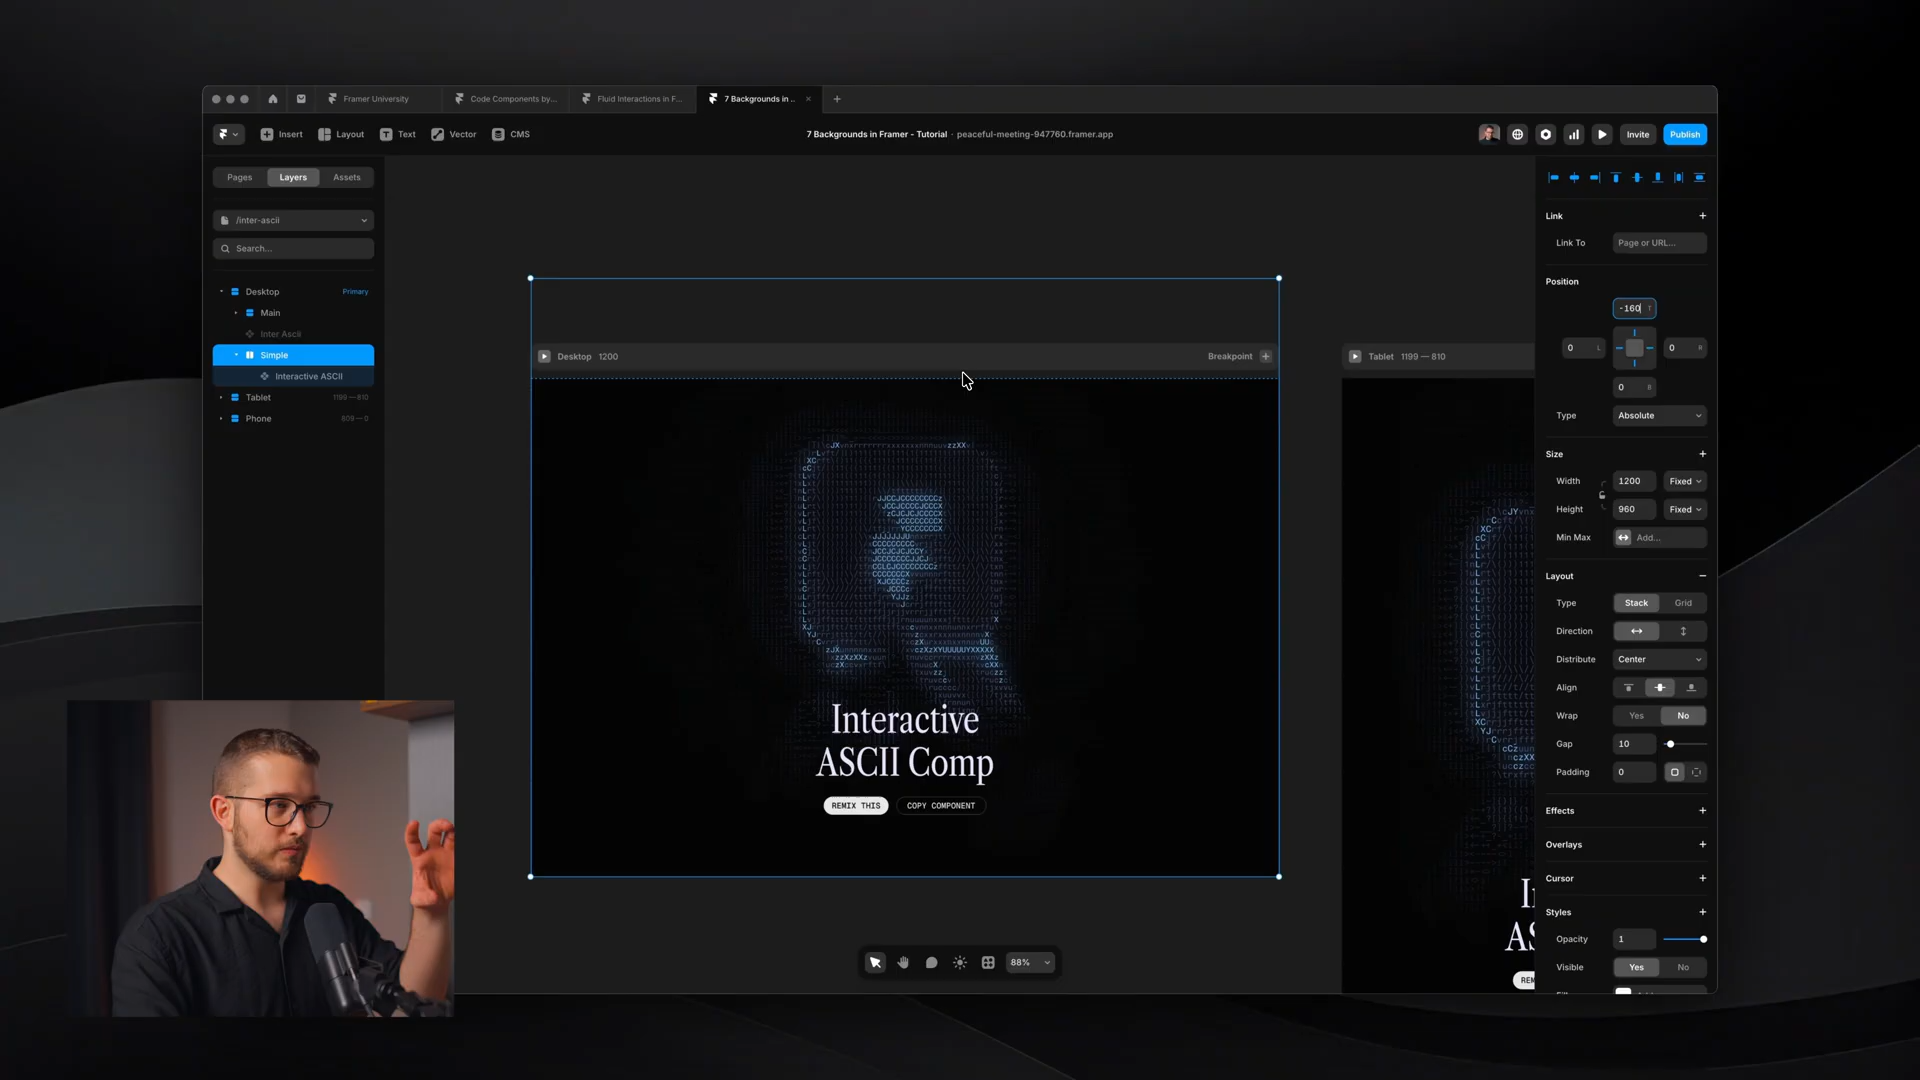 Framer University
Code Components by...
Fluid Interactions in F...
7 Backgrounds in ..
Insert
Layout
Text
Vector
CMS
7 Backgrounds in Framer - Tutorial · peaceful-meeting-947760.framer.app
Invite
Publish
Pages
Layers
Assets
/inter-ascii
Search...
Desktop
Primary
Main
Inter Ascii
Simple
Interactive ASCII
Tablet
1199 — 810
Phone
809 — 0
Desktop 1200
Breakpoint
Tablet 1199 — 810
Interactive
ASCII Comp
REMIX THIS
COPY COMPONENT
88%
Link
Link To
Page or URL...
Position
-160 T
0 L
0 R
0 B
Type
Absolute
Size
Width
1200
Fixed
Height
960
Fixed
Min Max
Add...
Layout
Type
Stack
Grid
Direction
Distribute
Center
Align
Wrap
Yes
No
Gap
10
Padding
0
Effects
Overlays
Cursor
Styles
Opacity
1
Visible
Yes
No